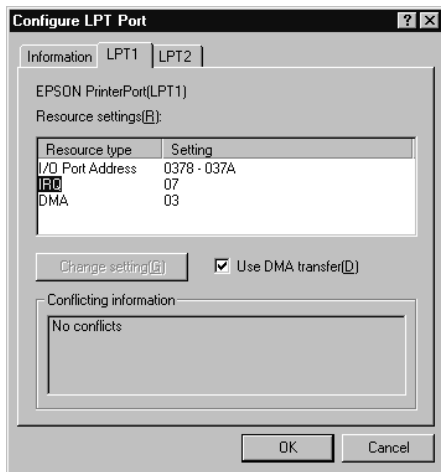 Configure LPT Port
Information LPT1 LPT2
EPSON PrinterPort(LPT1)
Resource settings(R):
Resource type Setting
I/O Port Address 0378 - 037A
IRQ 07
DMA 03
Change setting(G) Use DMA transfer(D)
Conflicting information
No conflicts
OK Cancel